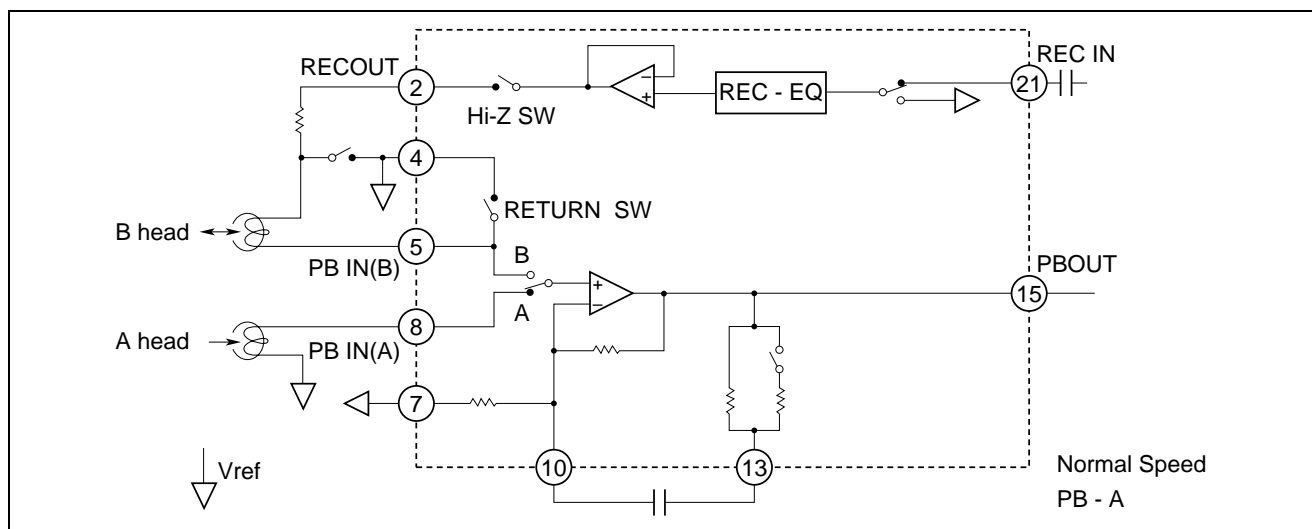 RECOUT
2
Hi-Z SW
REC - EQ
21
REC IN
4
RETURN SW
B head
5
PB IN(B)
B
A
PBOUT
15
A head
8
PB IN(A)
7
10
13
Vref
Normal Speed
PB - A